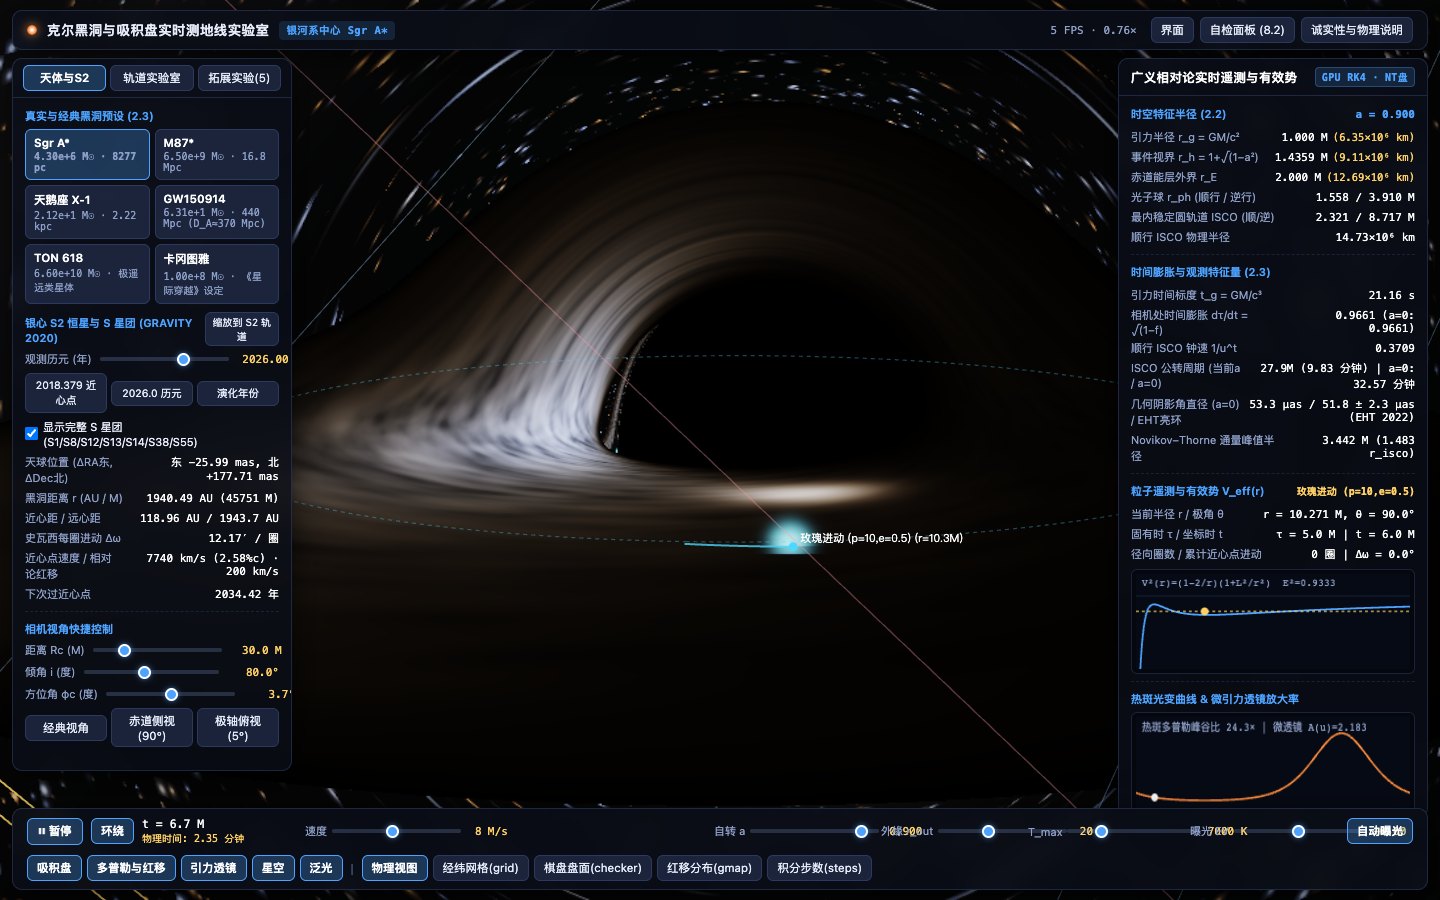 克尔黑洞与吸积盘实时测地线实验室
银河系中心 Sgr A*
5 FPS · 0.76×
界面
自检面板 (8.2)
诚实性与物理说明
天体与S2
轨道实验室
拓展实验(5)
真实与经典黑洞预设 (2.3)
Sgr A*
4.30e+6 M☉ · 8277
pc
M87*
6.50e+9 M☉ · 16.8
Mpc
天鹅座 X-1
2.12e+1 M☉ · 2.22
kpc
GW150914
6.31e+1 M☉ · 440
Mpc (D_A≈370 Mpc)
TON 618
6.60e+10 M☉ · 极遥
远类星体
卡冈图雅
1.00e+8 M☉ · 《星
际穿越》设定
银心 S2 恒星与 S 星团 (GRAVITY
2020)
缩放到 S2 轨
道
观测历元 (年)
2026.00
2018.379 近
心点
2026.0 历元
演化年份
显示完整 S 星团
(S1/S8/S12/S13/S14/S38/S55)
天球位置 (ΔRA东,
ΔDec北)
东 −25.99 mas, 北
+177.71 mas
黑洞距离 r (AU / M)
1940.49 AU (45751 M)
近心距 / 远心距
118.96 AU / 1943.7 AU
史瓦西每圈进动 Δω
12.17′ / 圈
近心点速度 / 相对
论红移
7740 km/s (2.58%c) ·
200 km/s
下次过近心点
2034.42 年
相机视角快捷控制
距离 Rc (M)
30.0 M
倾角 i (度)
80.0°
方位角 φc (度)
3.7°
经典视角
赤道侧视
(90°)
极轴俯视
(5°)
玫瑰进动 (p=10,e=0.5) (r=10.3M)
广义相对论实时遥测与有效势
GPU RK4 · NT盘
时空特征半径 (2.2)
a = 0.900
引力半径 r_g = GM/c²
1.000 M (6.35×10⁶ km)
事件视界 r_h = 1+√(1−a²)
1.4359 M (9.11×10⁶ km)
赤道能层外界 r_E
2.000 M (12.69×10⁶ km)
光子球 r_ph (顺行 / 逆行)
1.558 / 3.910 M
最内稳定圆轨道 ISCO (顺/逆)
2.321 / 8.717 M
顺行 ISCO 物理半径
14.73×10⁶ km
时间膨胀与观测特征量 (2.3)
引力时间标度 t_g = GM/c³
21.16 s
相机处时间膨胀 dτ/dt =
√(1−f)
0.9661 (a=0:
0.9661)
顺行 ISCO 钟速 1/u^t
0.3709
ISCO 公转周期 (当前a
/ a=0)
27.9M (9.83 分钟) | a=0:
32.57 分钟
几何阴影角直径 (a=0)
/ EHT亮环
53.3 μas / 51.8 ± 2.3 μas
(EHT 2022)
Novikov–Thorne 通量峰值半
径
3.442 M (1.483
r_isco)
粒子遥测与有效势 V_eff(r)
玫瑰进动 (p=10,e=0.5)
当前半径 r / 极角 θ
r = 10.271 M, θ = 90.0°
固有时 τ / 坐标时 t
τ = 5.0 M | t = 6.0 M
径向圈数 / 累计近心点进动
0 圈 | Δω = 0.0°
V²(r)=(1−2/r)(1+L²/r²) E²=0.9333
热斑光变曲线 & 微引力透镜放大率
热斑多普勒峰谷比 24.3× | 微透镜 A(u)=2.183
暂停
环绕
t = 6.7 M
物理时间: 2.35 分钟
速度
8 M/s
自转 a
0.900
T_max
20
曝光
7000 K
自动曝光
吸积盘
多普勒与红移
引力透镜
星空
泛光
|
物理视图
经纬网格(grid)
棋盘盘面(checker)
红移分布(gmap)
积分步数(steps)